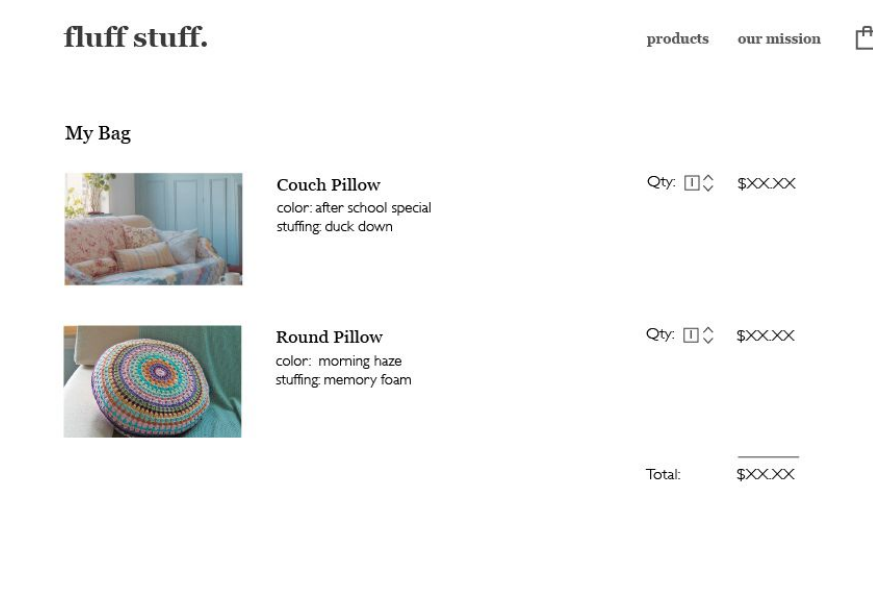 fluff stuff.
products our mission
My Bag
Couch Pillow
color: after school special
stuffing: duck down
Qty: 1 $XX.XX
Round Pillow
color: morning haze
stuffing: memory foam
Qty: 1 $XX.XX
Total: $XX.XX